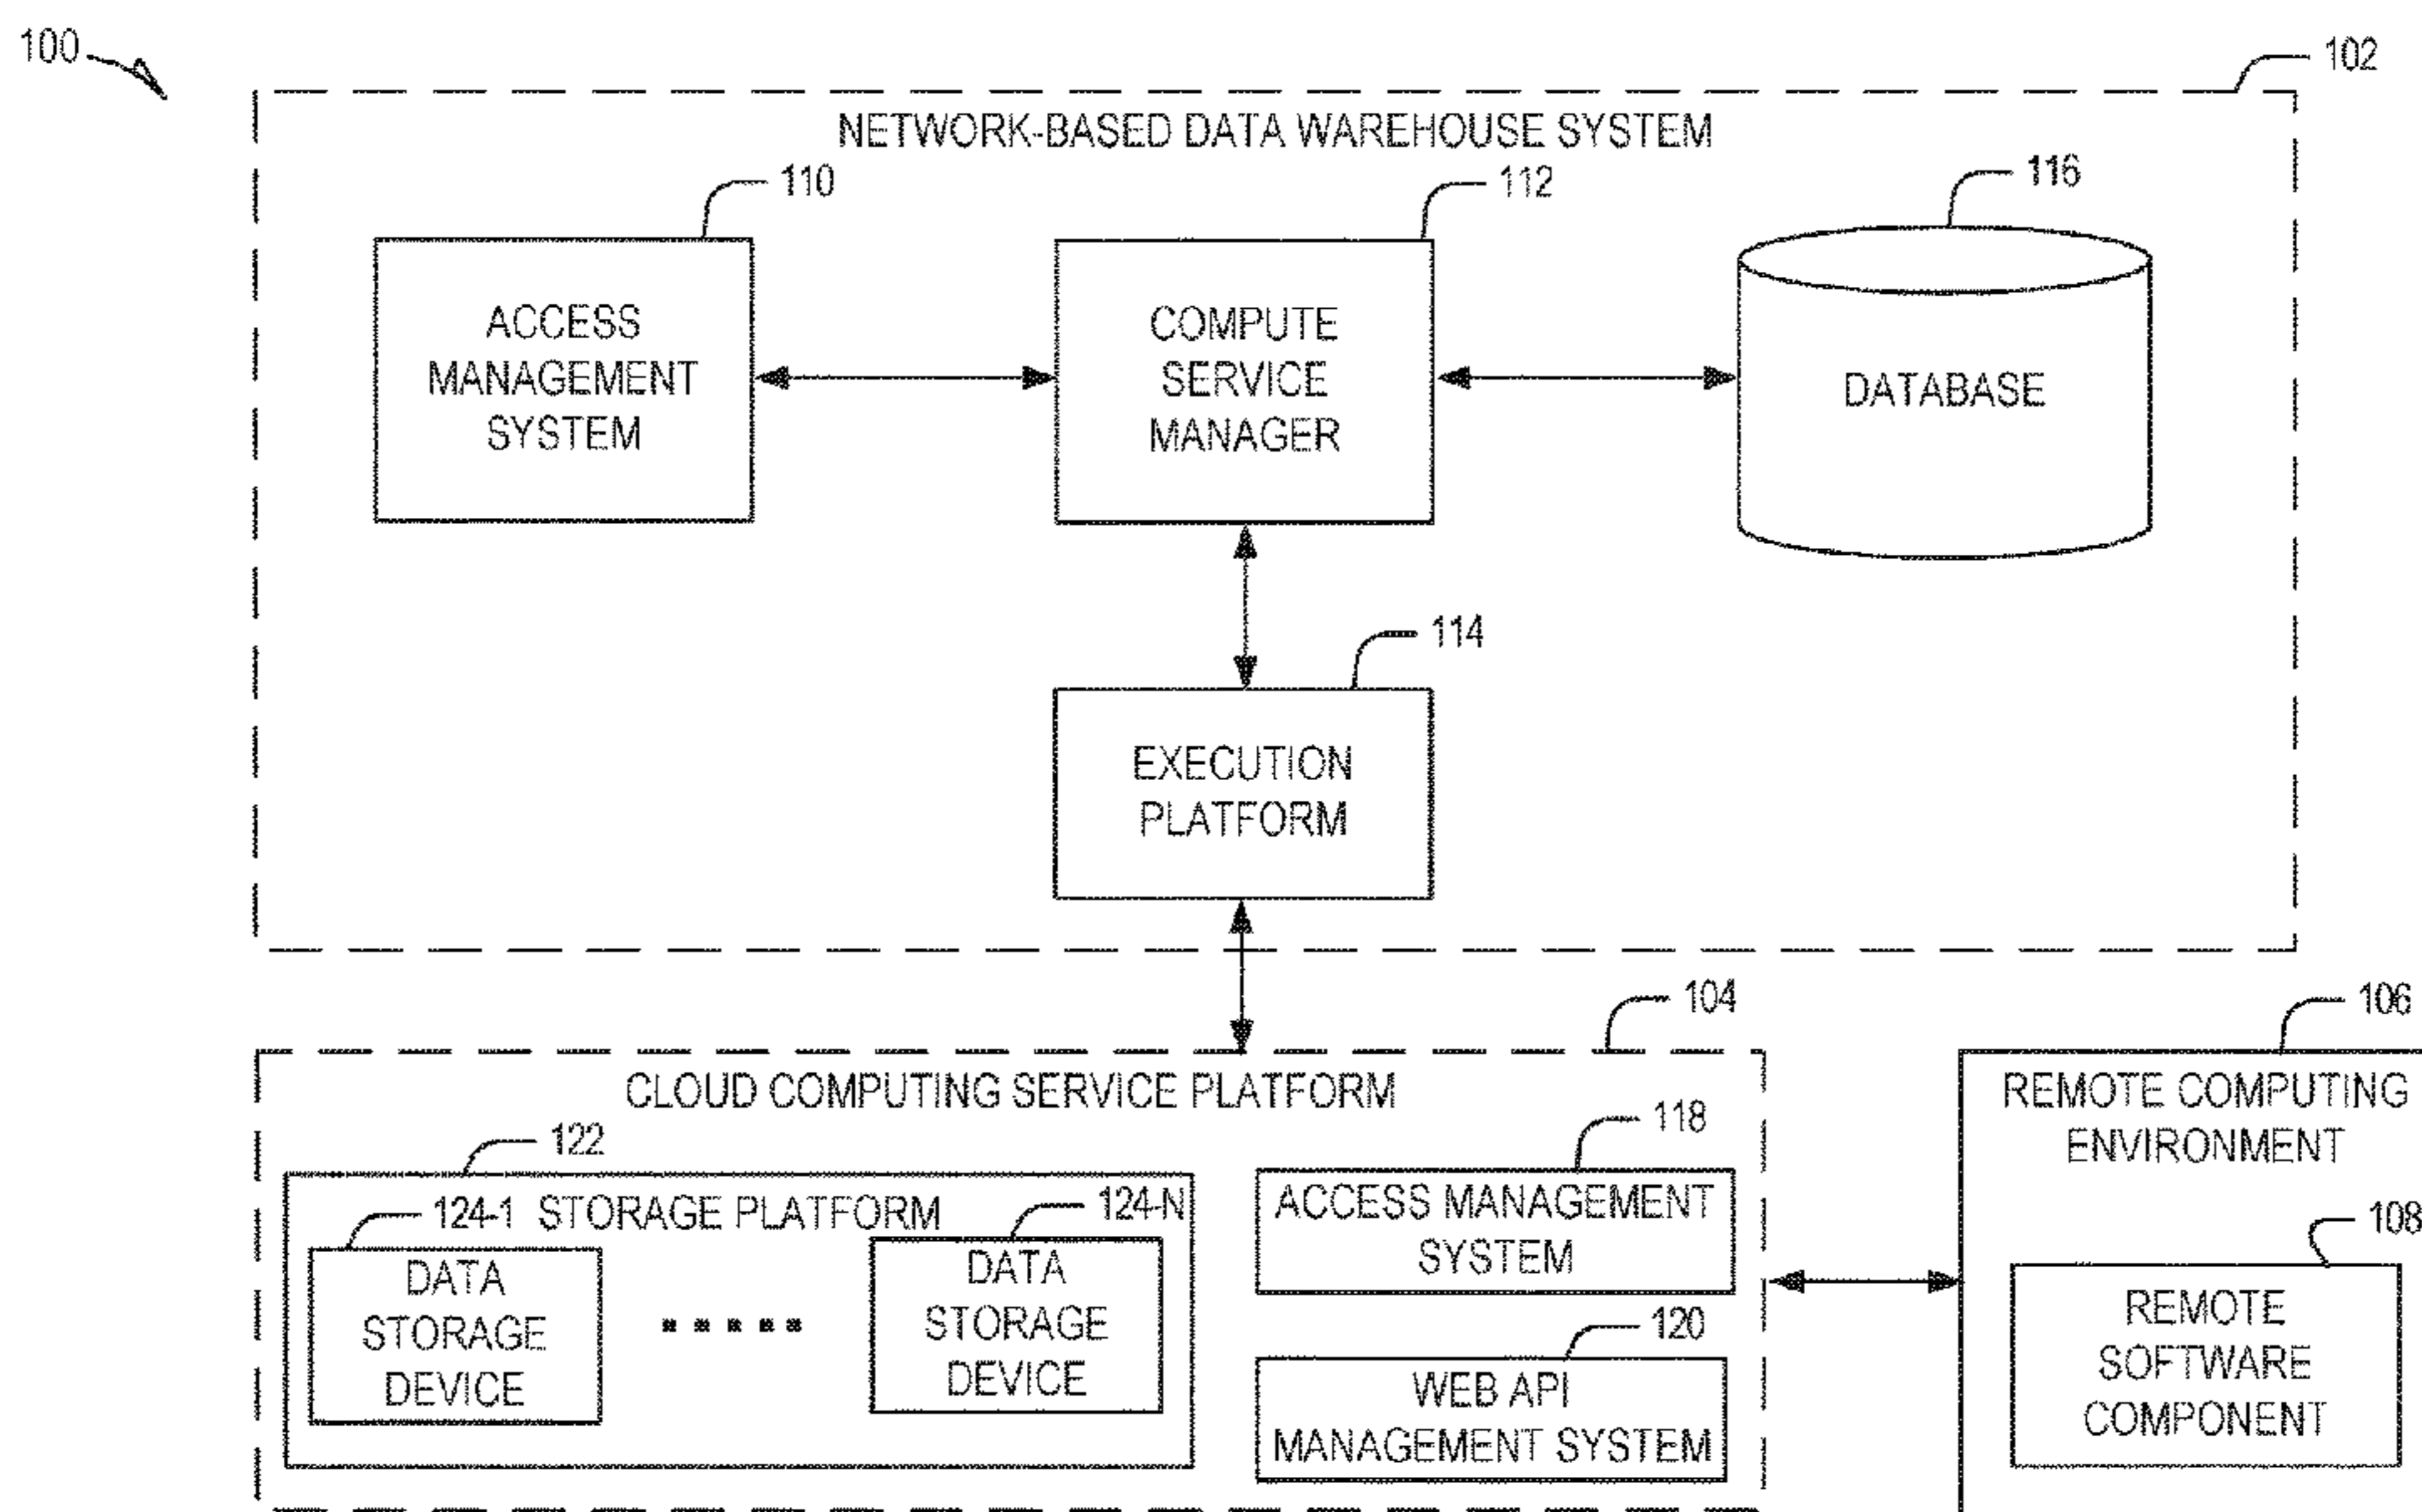 100
102
NETWORK-BASED DATA WAREHOUSE SYSTEM
110
112
116
ACCESS
MANAGEMENT
SYSTEM
COMPUTE
SERVICE
MANAGER
DATABASE
114
EXECUTION
PLATFORM
104
106
CLOUD COMPUTING SERVICE PLATFORM
REMOTE COMPUTING
ENVIRONMENT
122
118
124-1 STORAGE PLATFORM 124-N
DATA
STORAGE
DEVICE
DATA
STORAGE
DEVICE
ACCESS MANAGEMENT
SYSTEM
120
WEB API
MANAGEMENT SYSTEM
108
REMOTE
SOFTWARE
COMPONENT